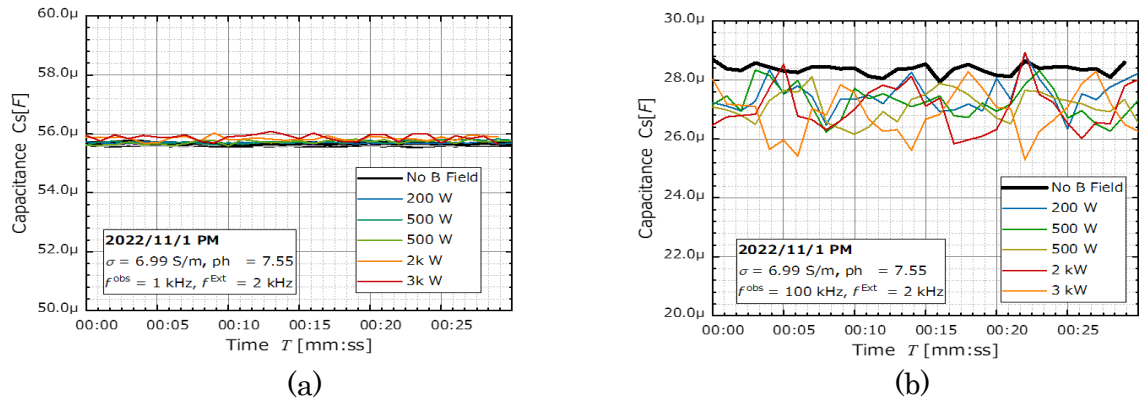 (a)
60.0µ
58.0µ
56.0µ
54.0µ
52.0µ
50.0µ
Capacitance Cs[F]
No B Field
200 W
500 W
500 W
2k W
3k W
2022/11/1 PM
σ = 6.99 S/m, ph = 7.55
f^obs = 1 kHz, f^Ext = 2 kHz
00:00 00:05 00:10 00:15 00:20 00:25
Time T [mm:ss]
(a)
(b)
30.0µ
28.0µ
26.0µ
24.0µ
22.0µ
20.0µ
Capacitance Cs[F]
No B Field
200 W
500 W
500 W
2 kW
3 kW
2022/11/1 PM
σ = 6.99 S/m, ph = 7.55
f^obs = 100 kHz, f^Ext = 2 kHz
00:00 00:05 00:10 00:15 00:20 00:25
Time T [mm:ss]
(b)